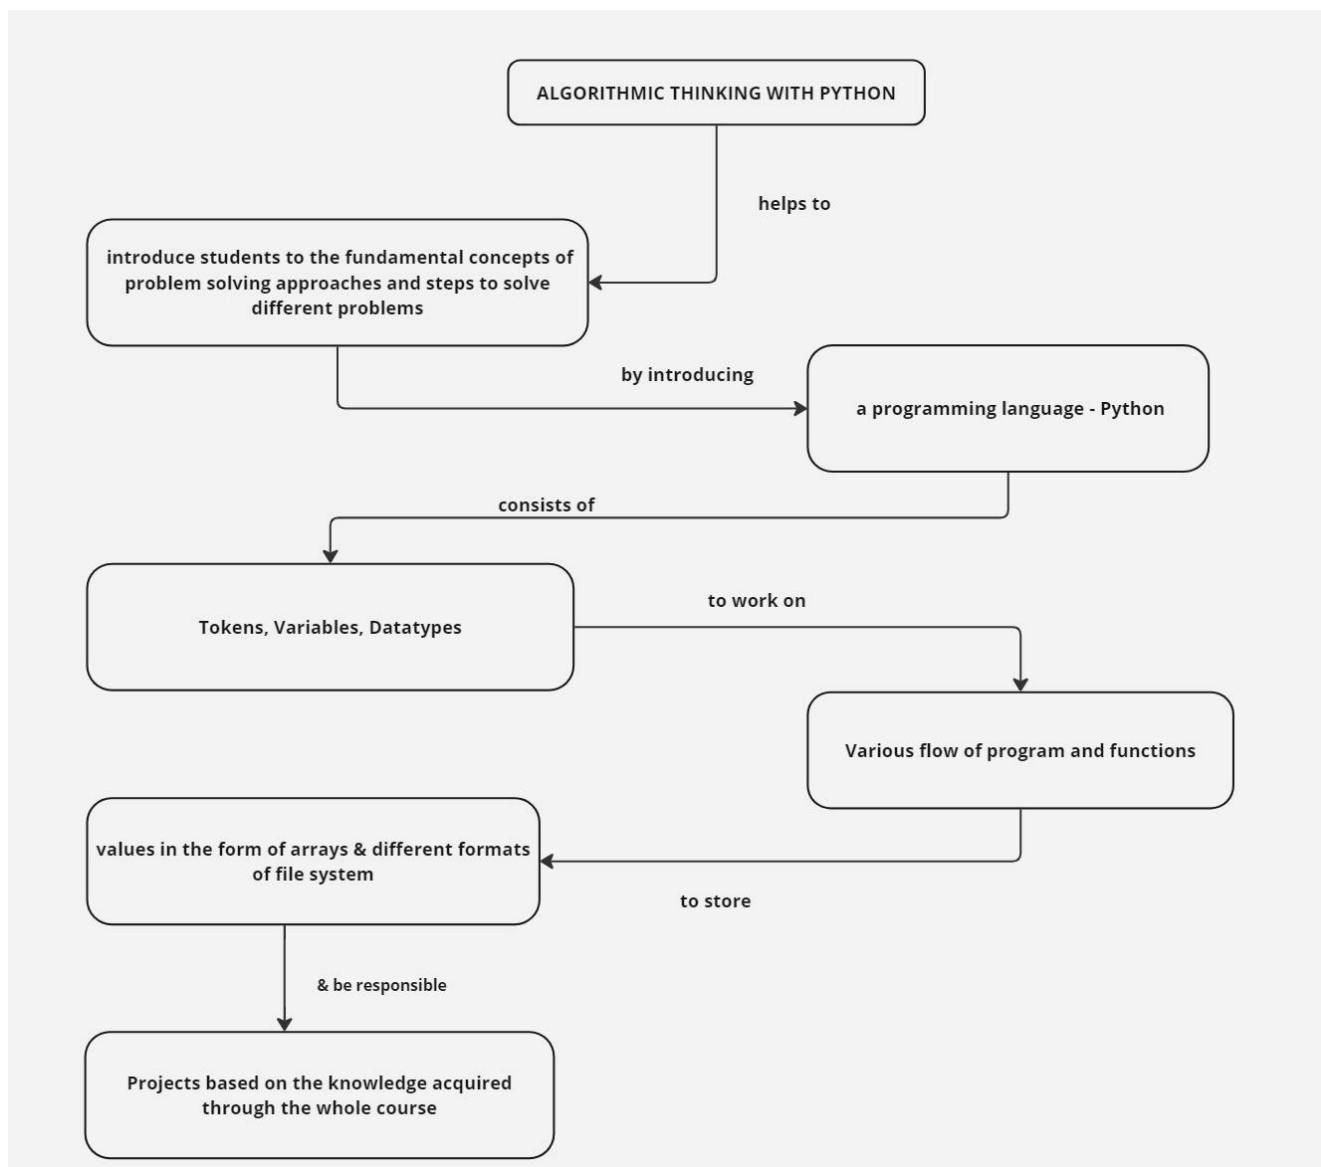 ALGORITHMIC THINKING WITH PYTHON
helps to
introduce students to the fundamental concepts of
problem solving approaches and steps to solve
different problems
by introducing
a programming language - Python
consists of
Tokens, Variables, Datatypes
to work on
Various flow of program and functions
values in the form of arrays & different formats
of file system
to store
& be responsible
Projects based on the knowledge acquired
through the whole course